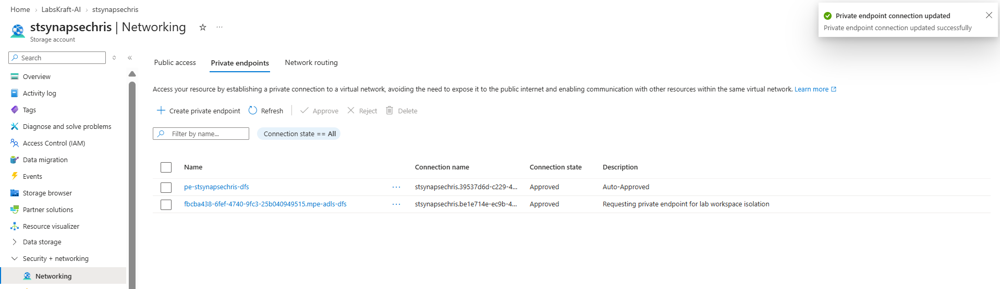 Home > LabsKraft-AI > stsynapsechris
stsynapsechris | Networking
Storage account
Private endpoint connection updated
Private endpoint connection updated successfully
Search
Overview
Activity log
Tags
Diagnose and solve problems
Access Control (IAM)
Data migration
Events
Storage browser
Partner solutions
Resource visualizer
Data storage
Security + networking
Networking
Public access Private endpoints Network routing
Access your resource by establishing a private connection to a virtual network, avoiding the need to expose it to the public internet and enabling communication with other resources within the same virtual network. Learn more
Create private endpoint Refresh Approve Reject Delete
Filter by name... Connection state == All
Name Connection name Connection state Description
pe-stsynapsechris-dfs ... stsynapsechris.39537d6d-c229-4... Approved Auto-Approved
fbcba438-6fef-4740-9fc3-25b040949515.mpe-adls-dfs ... stsynapsechris.be1e714e-ec9b-4... Approved Requesting private endpoint for lab workspace isolation